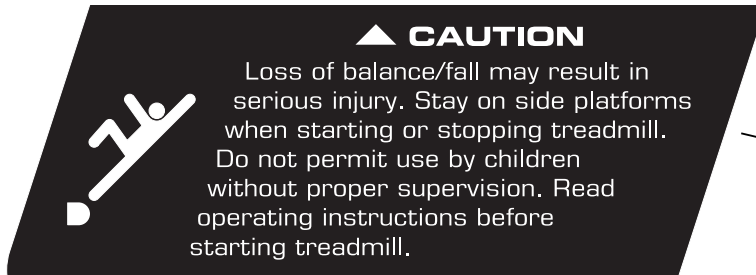 CAUTION
Loss of balance/fall may result in
serious injury. Stay on side platforms
when starting or stopping treadmill.
Do not permit use by children
without proper supervision. Read
operating instructions before
starting treadmill.